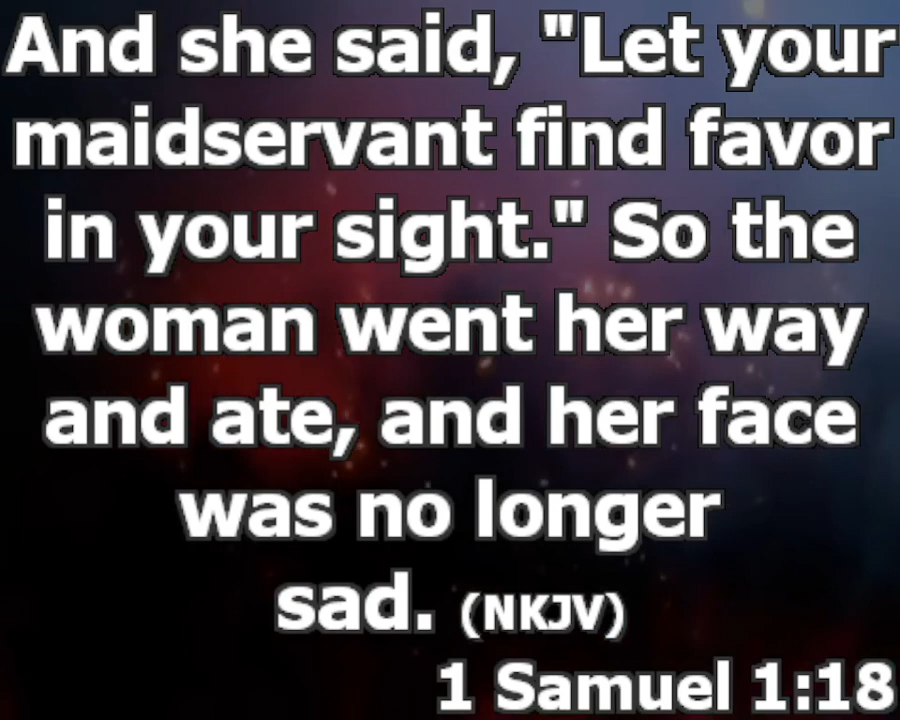 And she said, "Let your
maidservant find favor
in your sight." So the
woman went her way
and ate, and her face
was no longer
sad. (NKJV)
1 Samuel 1:18